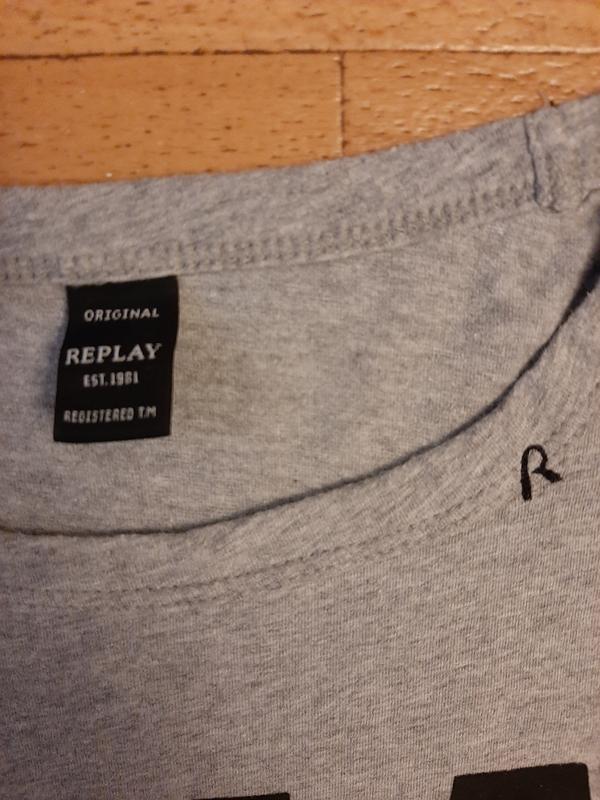 ORIGINAL
REPLAY
EST.1981
REGISTERED T.M
R